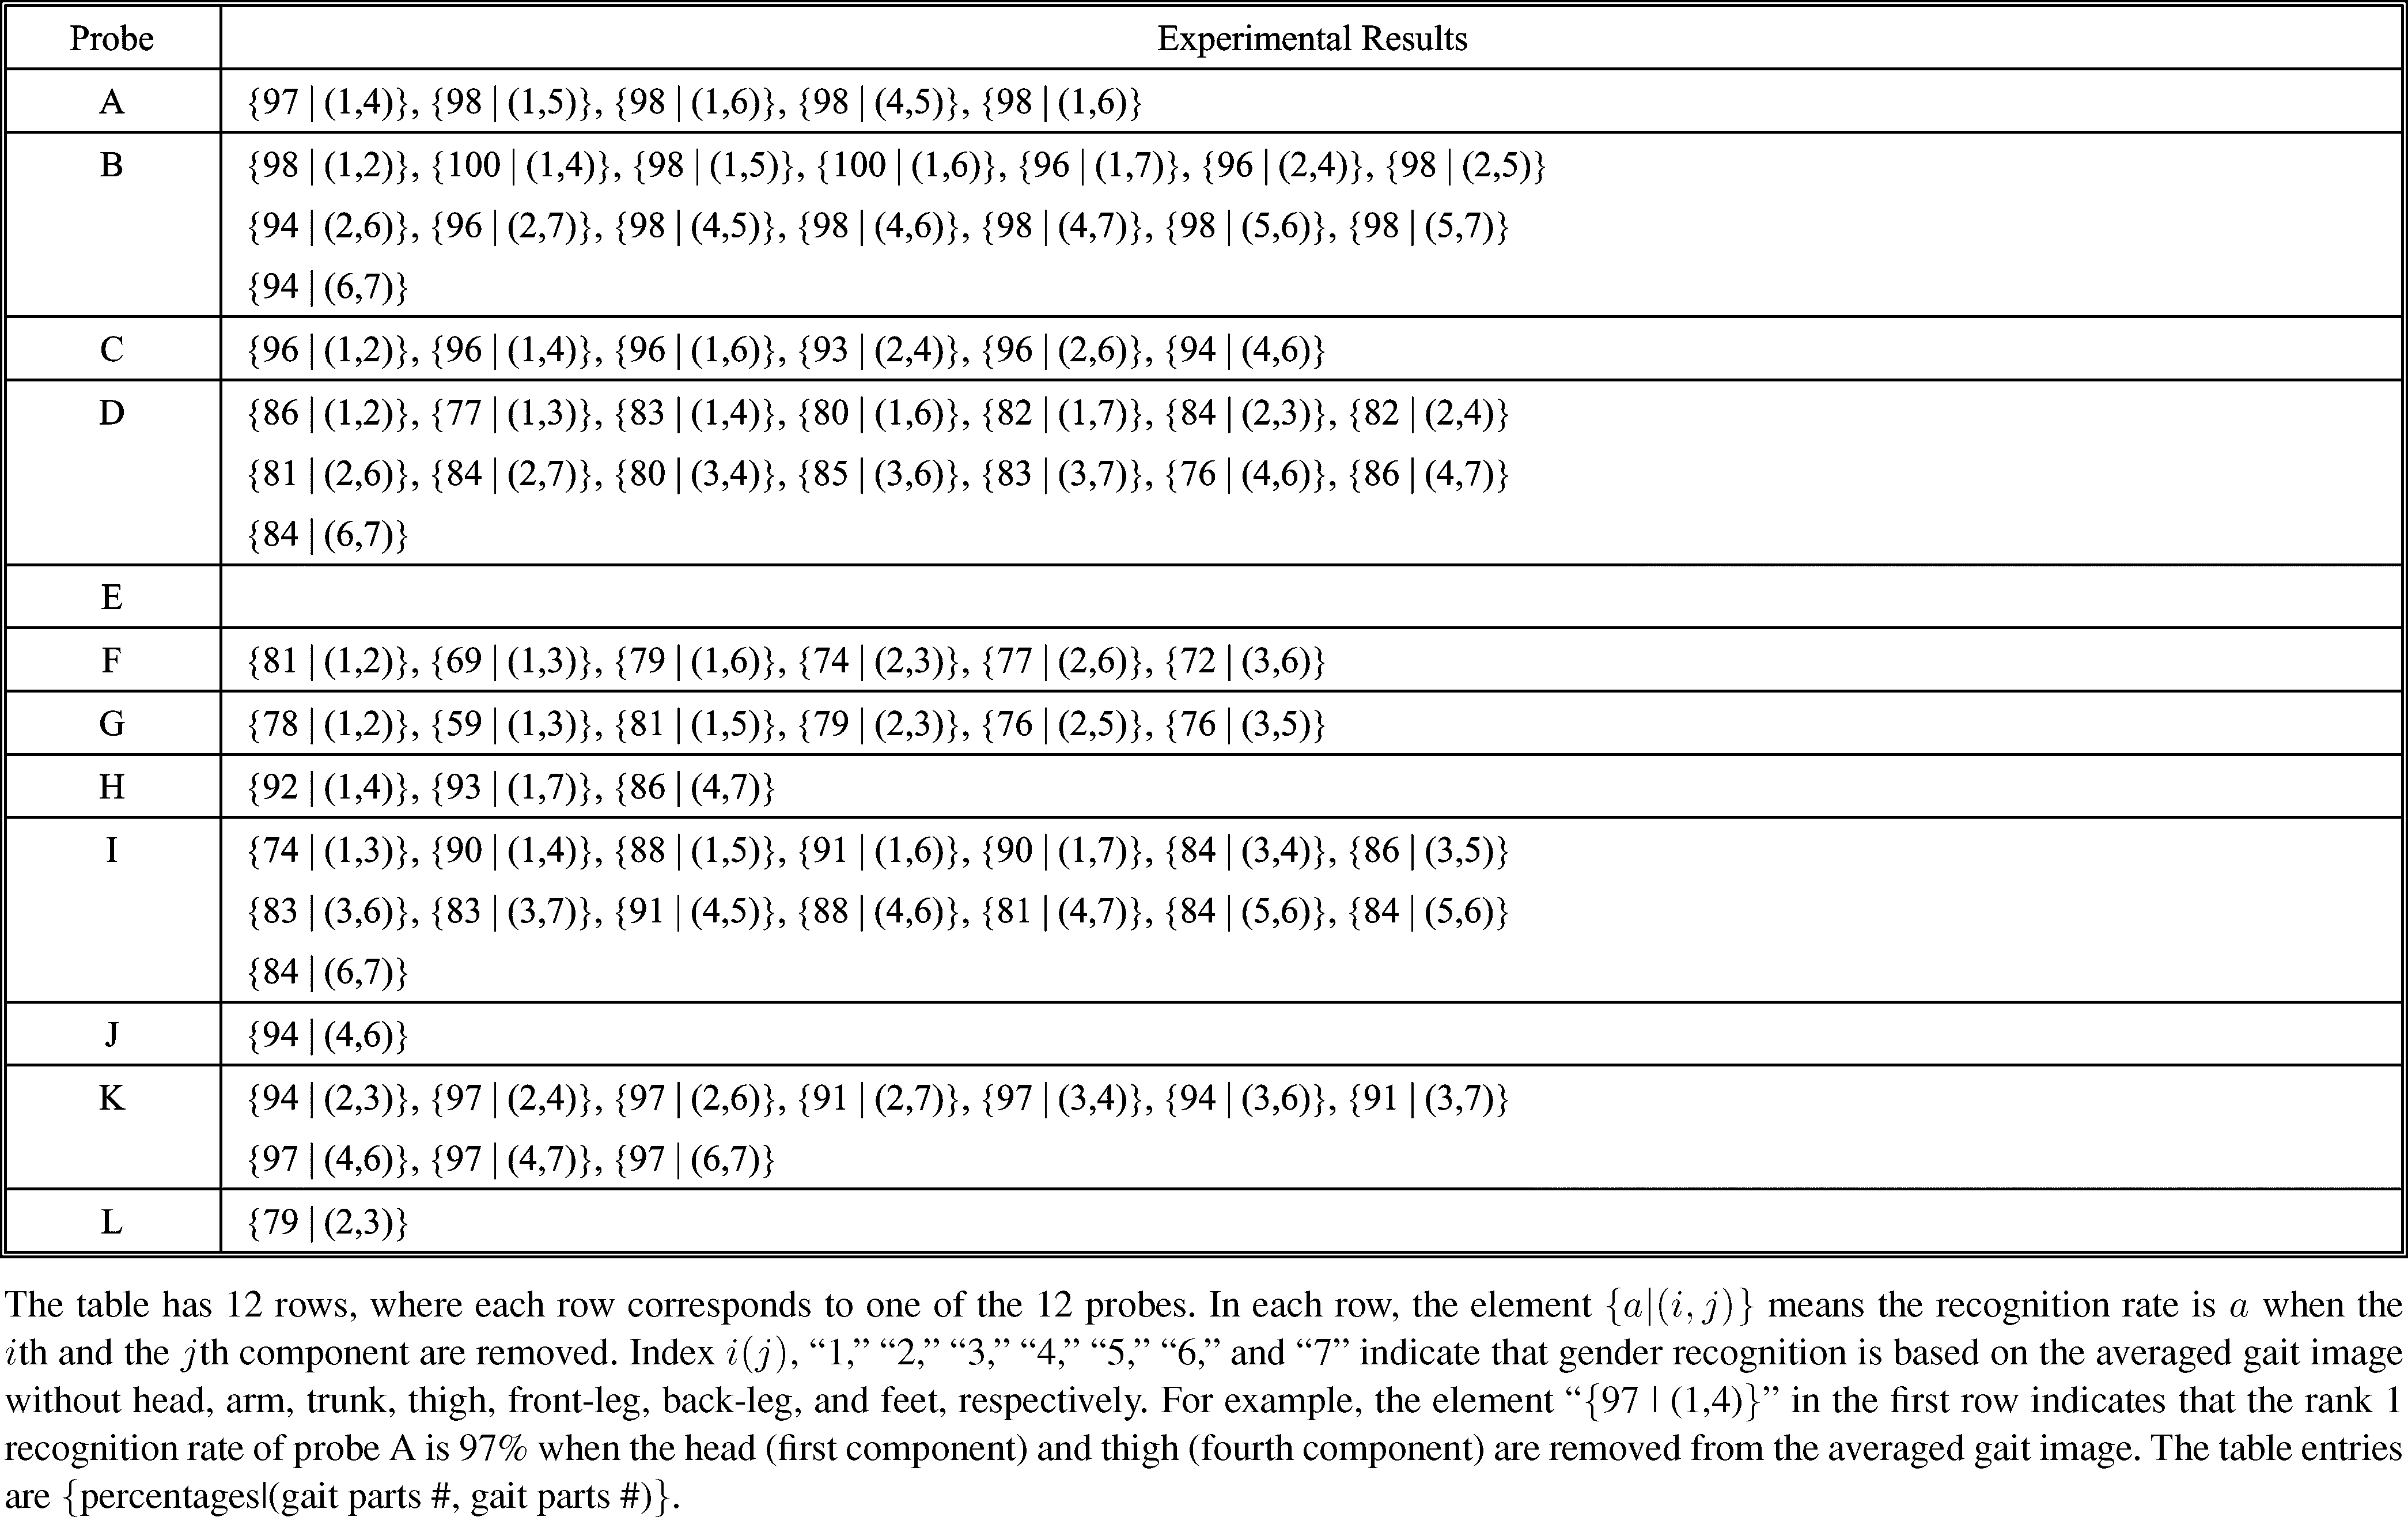 Probe Experimental Results
A {97 | (1,4)}, {98 | (1,5)}, {98 | (1,6)}, {98 | (4,5)}, {98 | (1,6)}
B {98 | (1,2)}, {100 | (1,4)}, {98 | (1,5)}, {100 | (1,6)}, {96 | (1,7)}, {96 | (2,4)}, {98 | (2,5)}
{94 | (2,6)}, {96 | (2,7)}, {98 | (4,5)}, {98 | (4,6)}, {98 | (4,7)}, {98 | (5,6)}, {98 | (5,7)}
{94 | (6,7)}
C {96 | (1,2)}, {96 | (1,4)}, {96 | (1,6)}, {93 | (2,4)}, {96 | (2,6)}, {94 | (4,6)}
D {86 | (1,2)}, {77 | (1,3)}, {83 | (1,4)}, {80 | (1,6)}, {82 | (1,7)}, {84 | (2,3)}, {82 | (2,4)}
{81 | (2,6)}, {84 | (2,7)}, {80 | (3,4)}, {85 | (3,6)}, {83 | (3,7)}, {76 | (4,6)}, {86 | (4,7)}
{84 | (6,7)}
E
F {81 | (1,2)}, {69 | (1,3)}, {79 | (1,6)}, {74 | (2,3)}, {77 | (2,6)}, {72 | (3,6)}
G {78 | (1,2)}, {59 | (1,3)}, {81 | (1,5)}, {79 | (2,3)}, {76 | (2,5)}, {76 | (3,5)}
H {92 | (1,4)}, {93 | (1,7)}, {86 | (4,7)}
I {74 | (1,3)}, {90 | (1,4)}, {88 | (1,5)}, {91 | (1,6)}, {90 | (1,7)}, {84 | (3,4)}, {86 | (3,5)}
{83 | (3,6)}, {83 | (3,7)}, {91 | (4,5)}, {88 | (4,6)}, {81 | (4,7)}, {84 | (5,6)}, {84 | (5,6)}
{84 | (6,7)}
J {94 | (4,6)}
K {94 | (2,3)}, {97 | (2,4)}, {97 | (2,6)}, {91 | (2,7)}, {97 | (3,4)}, {94 | (3,6)}, {91 | (3,7)}
{97 | (4,6)}, {97 | (4,7)}, {97 | (6,7)}
L {79 | (2,3)}
The table has 12 rows, where each row corresponds to one of the 12 probes. In each row, the element {a|(i, j)} means the recognition rate is a when the
ith and the jth component are removed. Index i(j), “1,” “2,” “3,” “4,” “5,” “6,” and “7” indicate that gender recognition is based on the averaged gait image
without head, arm, trunk, thigh, front-leg, back-leg, and feet, respectively. For example, the element “{97 | (1,4)}” in the first row indicates that the rank 1
recognition rate of probe A is 97% when the head (first component) and thigh (fourth component) are removed from the averaged gait image. The table entries
are {percentages|(gait parts #, gait parts #)}.